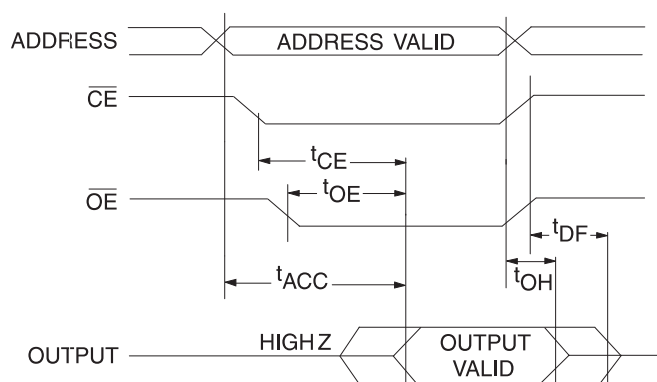 ADDRESS
ADDRESS VALID
CE
tCE
tOE
OE
tDF
tACC
tOH
OUTPUT
HIGH Z
OUTPUT
VALID